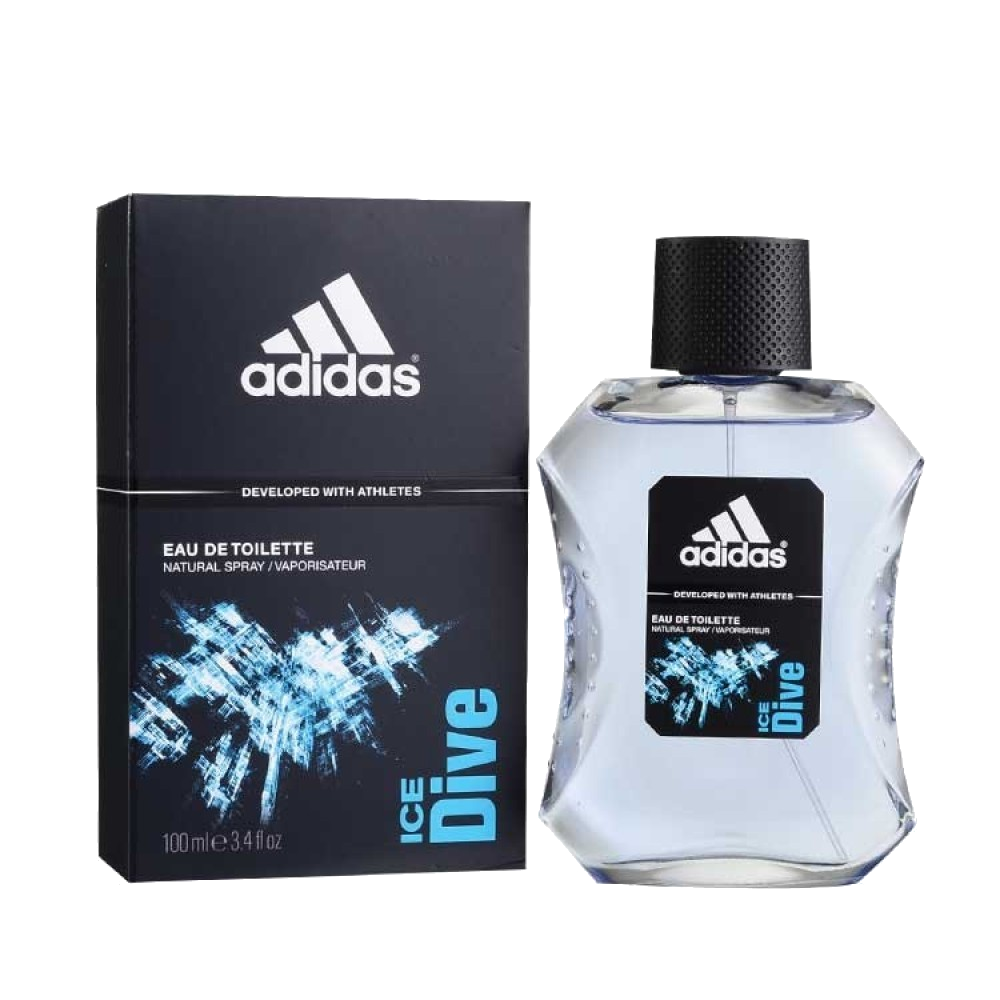 adidas®
DEVELOPED WITH ATHLETES
EAU DE TOILETTE
NATURAL SPRAY / VAPORISATEUR
ICE
Dive
100 ml ℮ 3.4 fl oz
adidas®
DEVELOPED WITH ATHLETES
EAU DE TOILETTE
NATURAL SPRAY / VAPORISATEUR
ICE
Dive